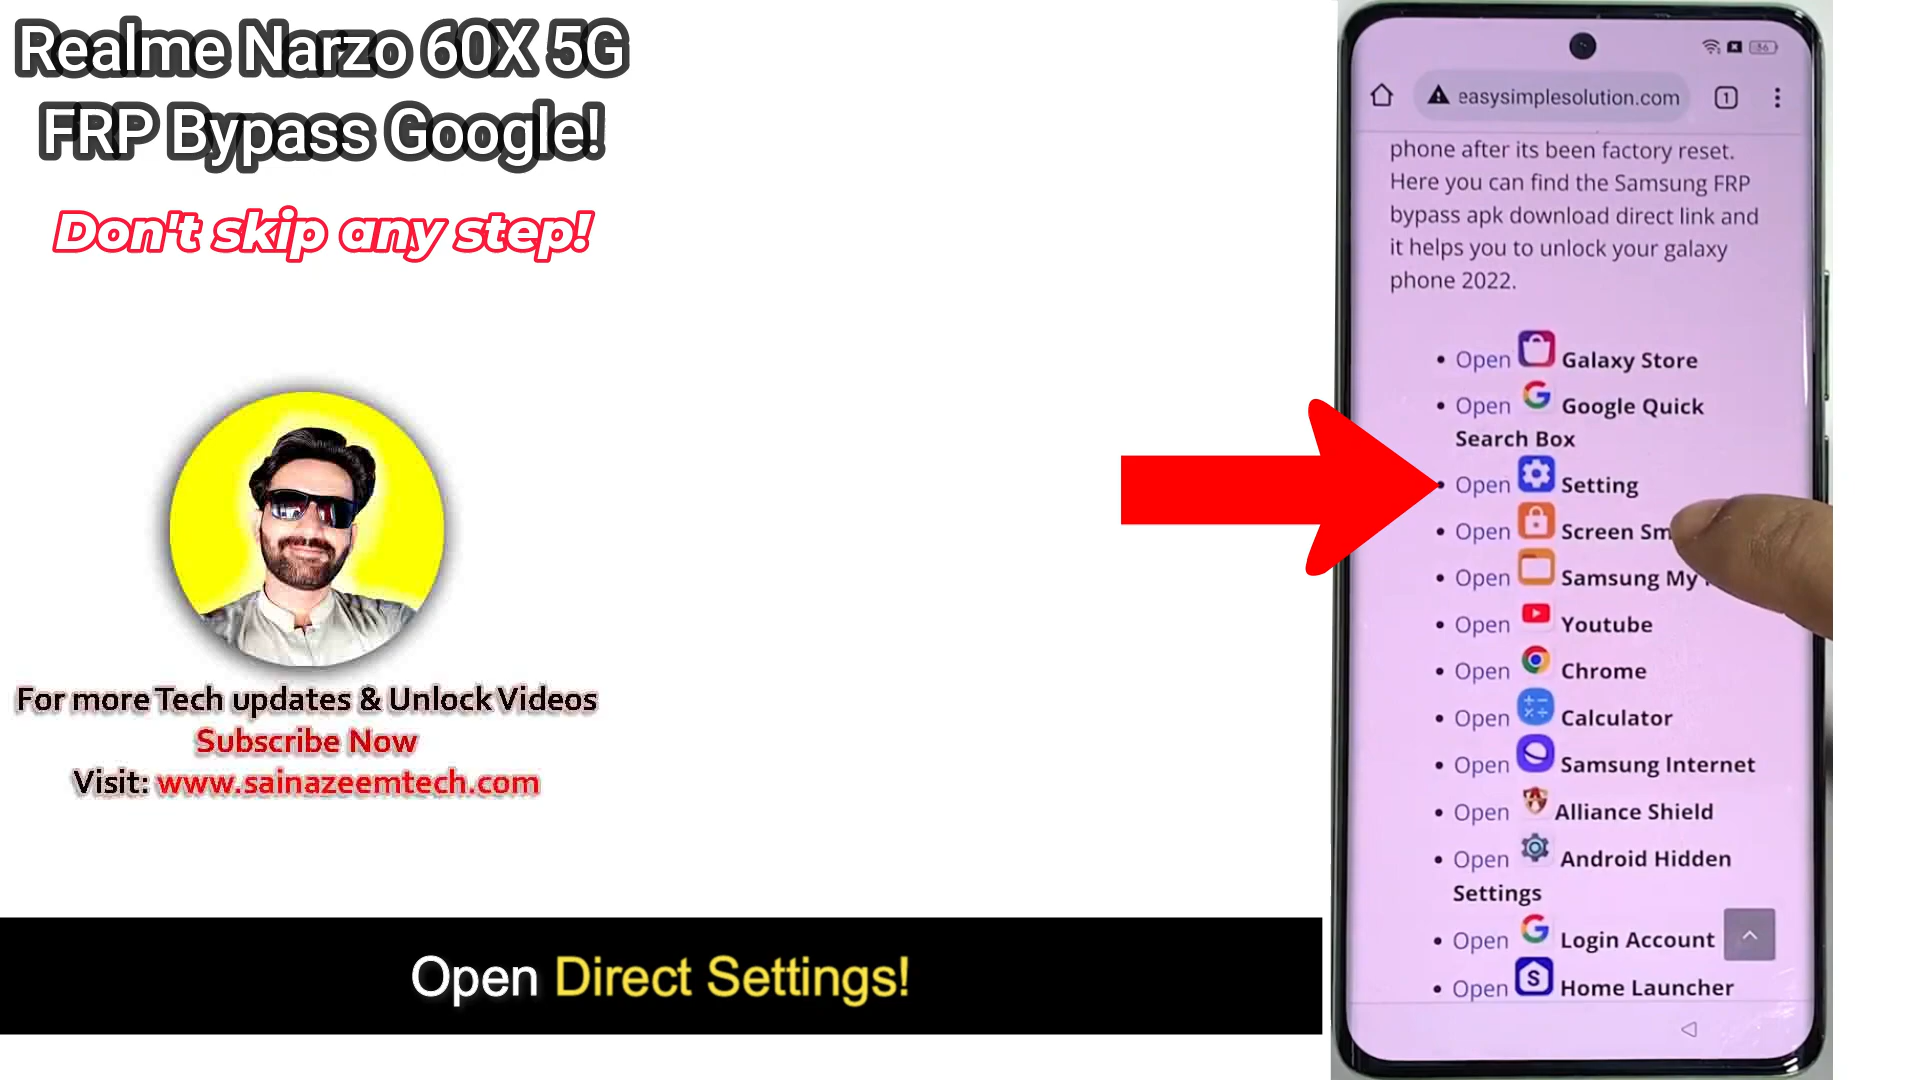 Realme Narzo 60X 5G
FRP Bypass Google!
Don't skip any step!
For more Tech updates & Unlock Videos
Subscribe Now
Visit: www.sainazeemtech.com
Open Direct Settings!
36
easysimplesolution.com
1
phone after its been factory reset.
Here you can find the Samsung FRP
bypass apk download direct link and
it helps you to unlock your galaxy
phone 2022.
Open Galaxy Store
Open Google Quick
Search Box
Open Setting
Open Screen
Open Samsung My
Open Youtube
Open Chrome
Open Calculator
Open Samsung Internet
Open Alliance Shield
Open Android Hidden
Settings
Open Login Account
Open Home Launcher